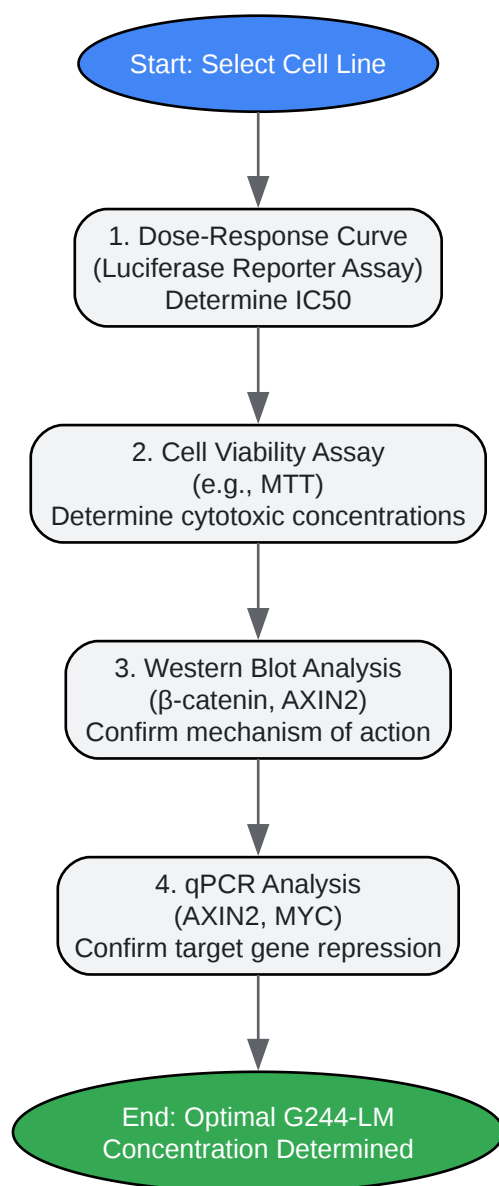 Start: Select Cell Line
1. Dose-Response Curve
(Luciferase Reporter Assay)
Determine IC50
2. Cell Viability Assay
(e.g., MTT)
Determine cytotoxic concentrations
3. Western Blot Analysis
(β-catenin, AXIN2)
Confirm mechanism of action
4. qPCR Analysis
(AXIN2, MYC)
Confirm target gene repression
End: Optimal G244-LM
Concentration Determined